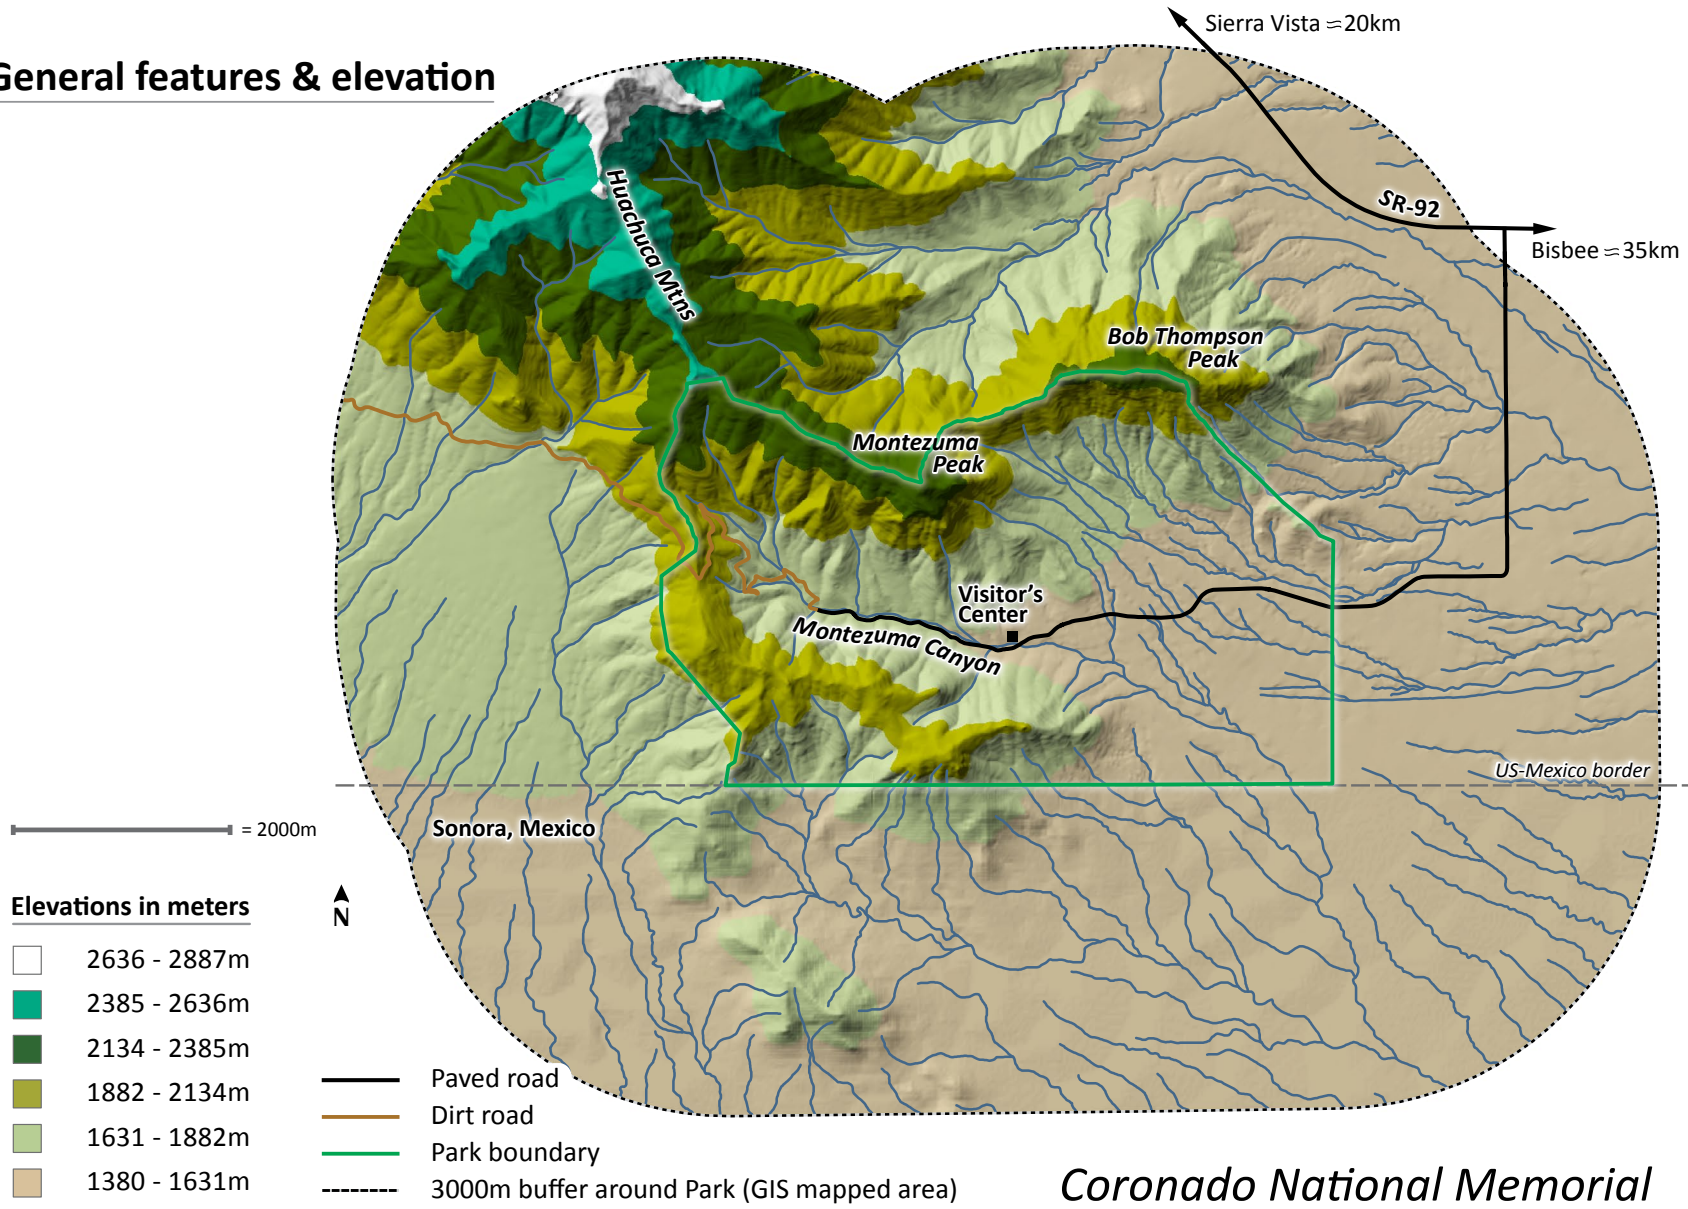 General features & elevation
Sierra Vista ≈20km
SR-92
Bisbee ≈35km
Huachuca Mtns
Bob Thompson
Peak
Montezuma
Peak
Visitor's
Center
Montezuma Canyon
US-Mexico border
= 2000m
Sonora, Mexico
N
Elevations in meters
2636 - 2887m
2385 - 2636m
2134 - 2385m
1882 - 2134m
1631 - 1882m
1380 - 1631m
Paved road
Dirt road
Park boundary
3000m buffer around Park (GIS mapped area)
Coronado National Memorial